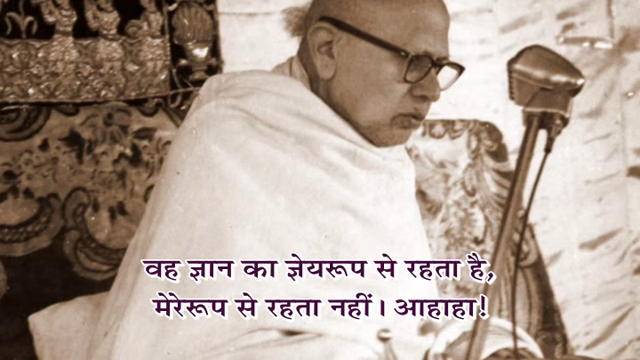 वह ज्ञान का ज्ञेयरूप से रहता है,
मेरेरूप से रहता नहीं। आहाहा!